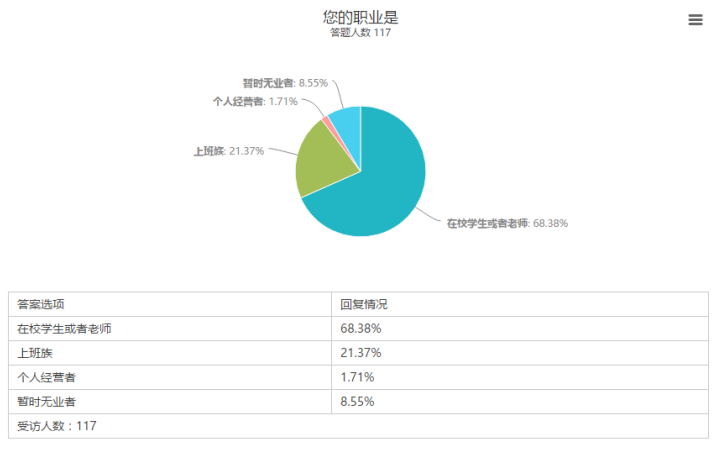 您的职业是
答题人数 117
暂时无业者: 8.55%
个人经营者: 1.71%
上班族: 21.37%
在校学生或者老师: 68.38%
答案选项 回复情况
在校学生或者老师 68.38%
上班族 21.37%
个人经营者 1.71%
暂时无业者 8.55%
受访人数：117